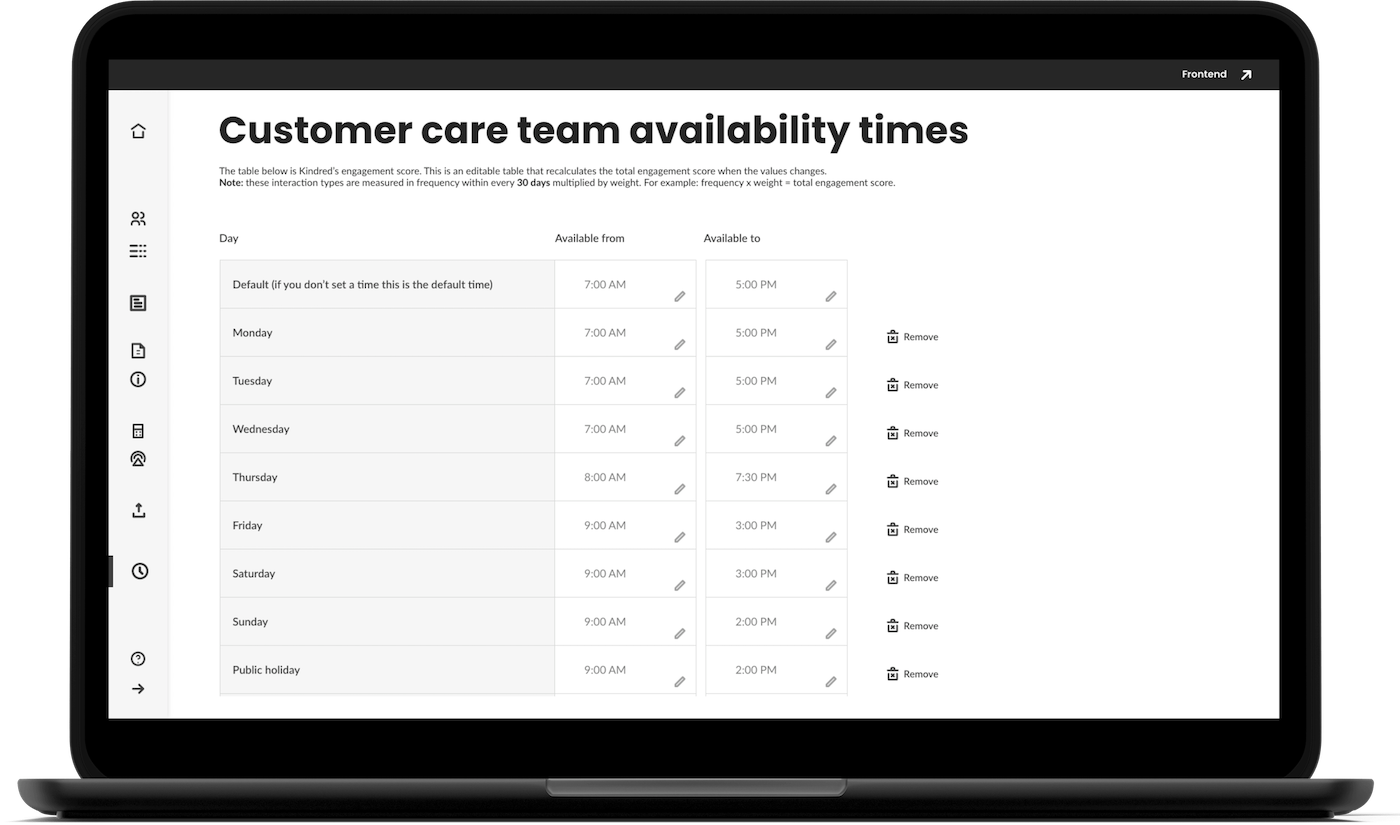 Frontend
Customer care team availability times
The table below is Kindred’s engagement score. This is an editable table that recalculates the total engagement score when the values changes.
Note: these interaction types are measured in frequency within every 30 days multiplied by weight. For example: frequency x weight = total engagement score.
Day Available from Available to
Default (if you don’t set a time this is the default time) 7:00 AM 5:00 PM
Monday 7:00 AM 5:00 PM Remove
Tuesday 7:00 AM 5:00 PM Remove
Wednesday 7:00 AM 5:00 PM Remove
Thursday 8:00 AM 7:30 PM Remove
Friday 9:00 AM 3:00 PM Remove
Saturday 9:00 AM 3:00 PM Remove
Sunday 9:00 AM 2:00 PM Remove
Public holiday 9:00 AM 2:00 PM Remove